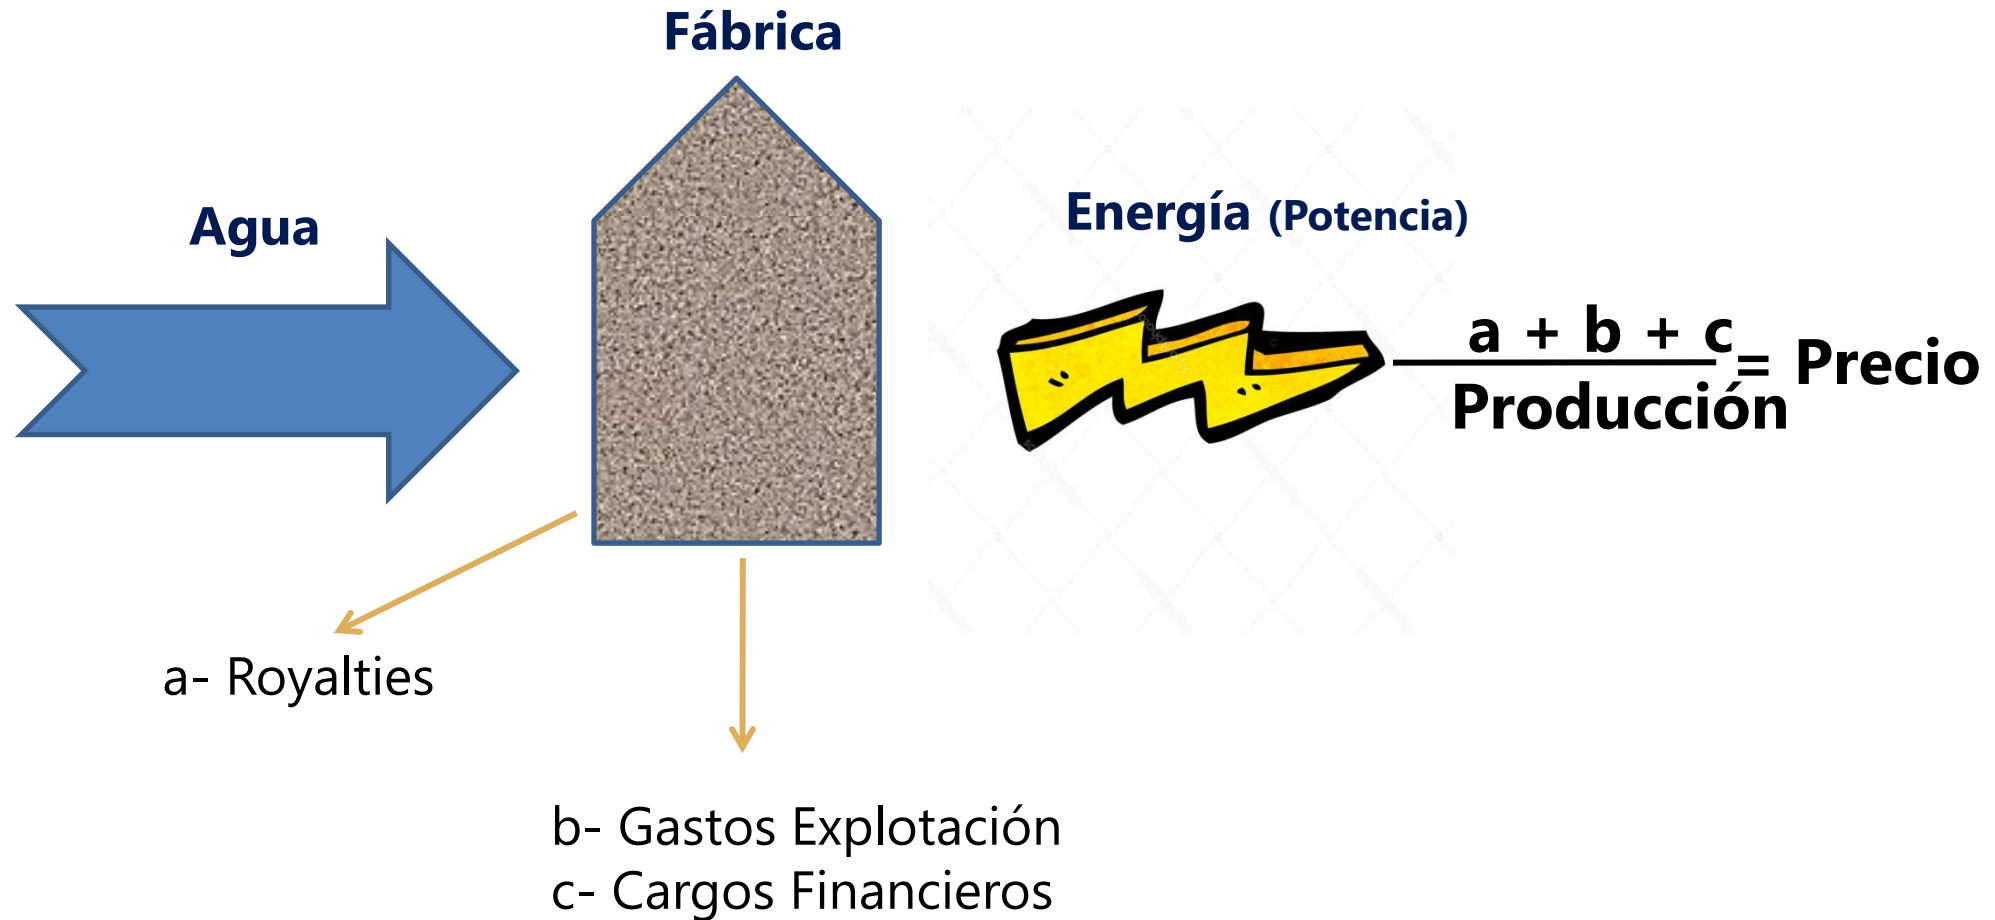 Fábrica
Agua
Energía (Potencia)
a + b + c
= Precio
Producción
a- Royalties
b- Gastos Explotación
c- Cargos Financieros